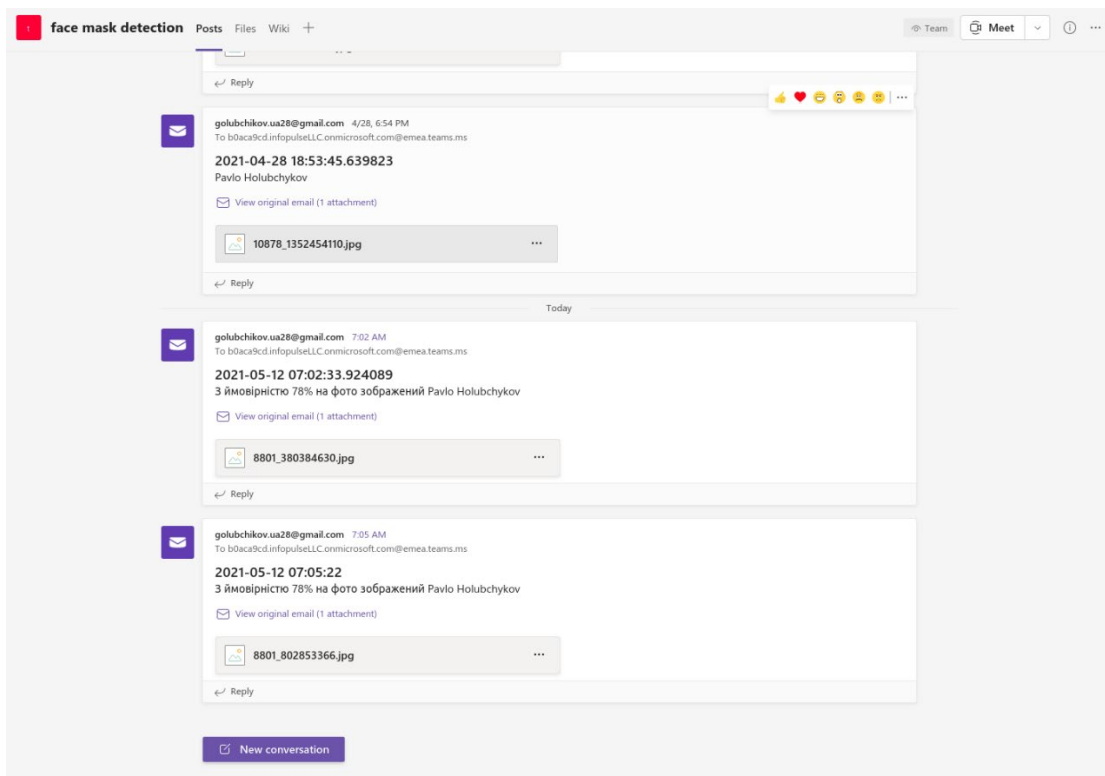 face mask detection Posts Files Wiki +
Team Meet
Reply
golubchikov.ua28@gmail.com 4/28, 6:54 PM
To b0aca9cd.infopulseLLC.onmicrosoft.com@emea.teams.ms
2021-04-28 18:53:45.639823
Pavlo Holubchykov
View original email (1 attachment)
10878_1352454110.jpg
Reply
Today
golubchikov.ua28@gmail.com 7:02 AM
To b0aca9cd.infopulseLLC.onmicrosoft.com@emea.teams.ms
2021-05-12 07:02:33.924089
З ймовірністю 78% на фото зображений Pavlo Holubchykov
View original email (1 attachment)
8801_380384630.jpg
Reply
golubchikov.ua28@gmail.com 7:05 AM
To b0aca9cd.infopulseLLC.onmicrosoft.com@emea.teams.ms
2021-05-12 07:05:22
З ймовірністю 78% на фото зображений Pavlo Holubchykov
View original email (1 attachment)
8801_802853366.jpg
Reply
New conversation